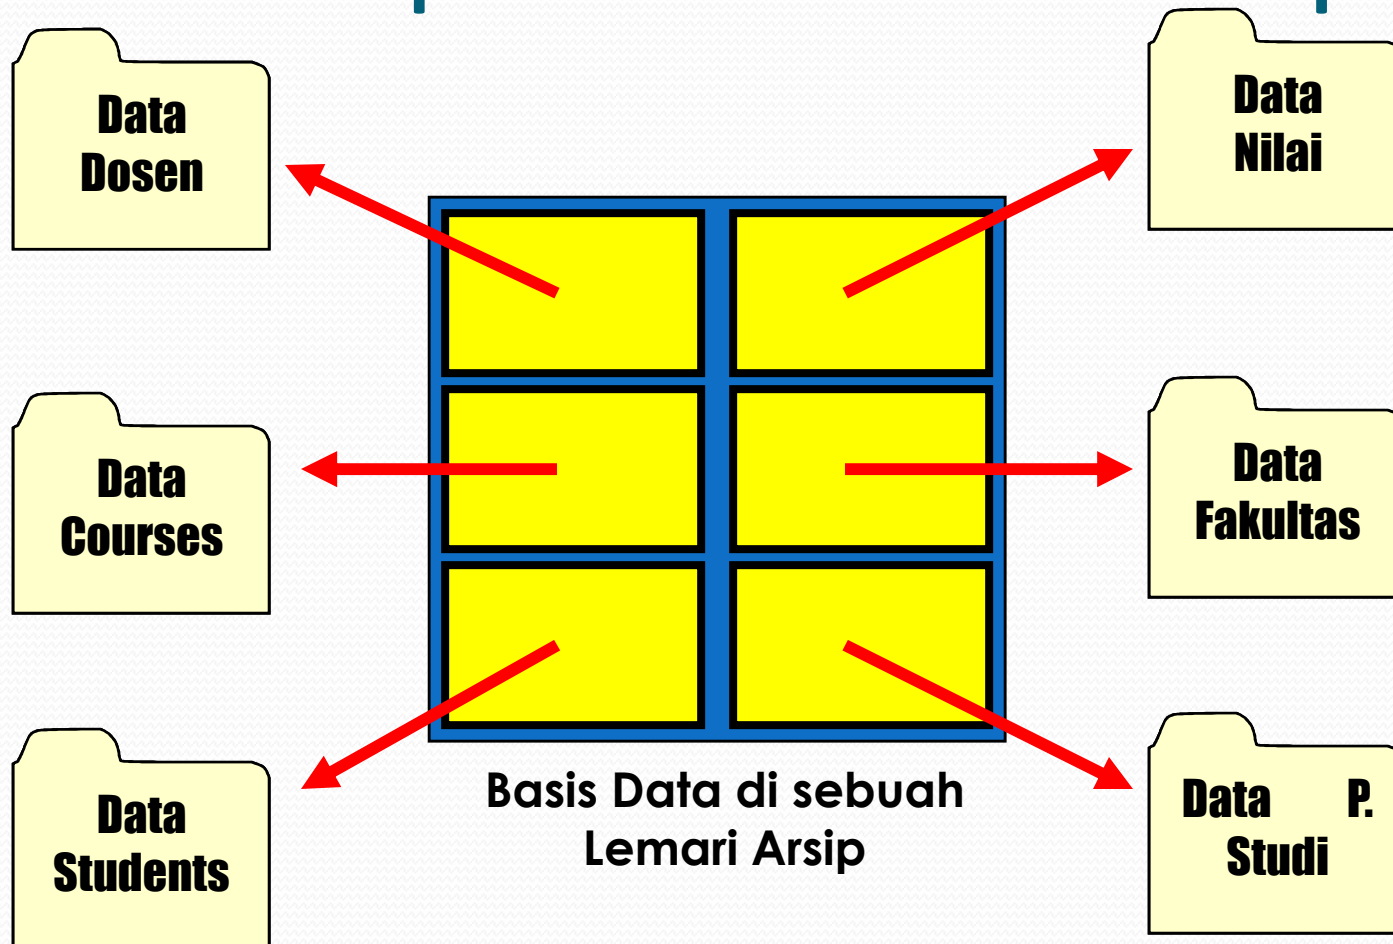 Data
Dosen
Data
Nilai
Data
Courses
Data
Fakultas
Data
Students
Data P.
Studi
Basis Data di sebuah
Lemari Arsip